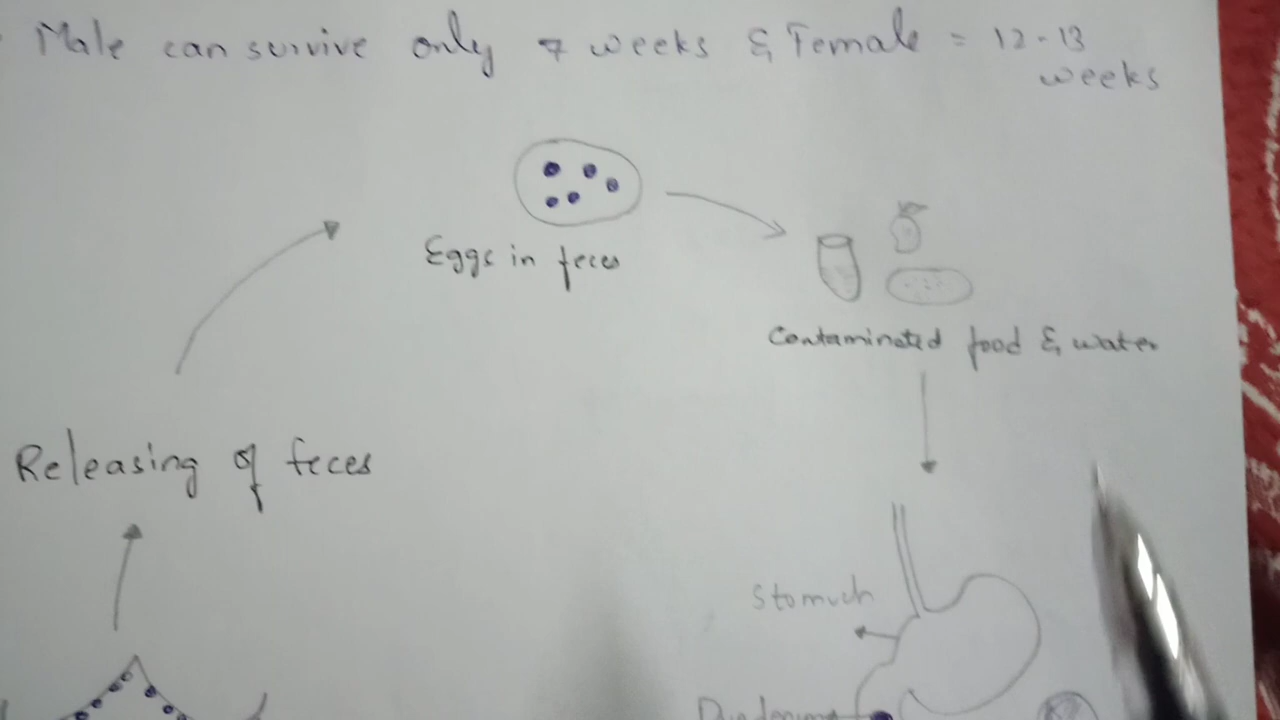 Male can survive only 7 weeks & Female = 12-13
weeks
Eggs in feces
Contaminated food & water
Releasing of feces
Stomuch